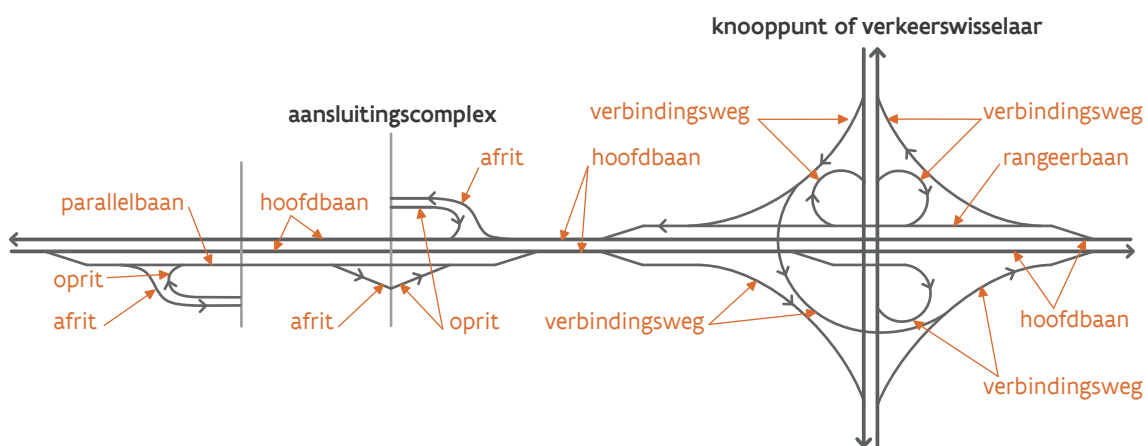 knooppunt of verkeerswisselaar
aansluitingscomplex
verbindingsweg
verbindingsweg
afrit
hoofdbaan
rangeerbaan
parallelbaan
hoofdbaan
oprit
afrit
afrit
oprit
verbindingsweg
hoofdbaan
verbindingsweg